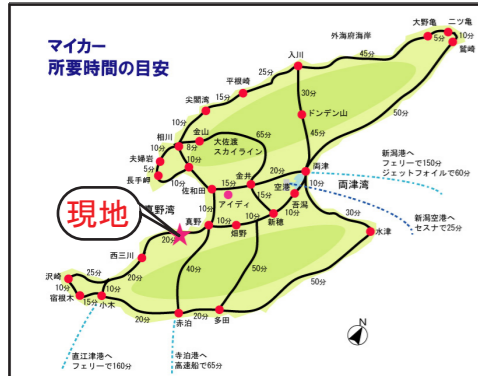 マイカー
所要時間の目安
外海府海岸
大野亀
二ツ亀
5分
10分
鷲崎
入川
45分
25分
平根崎
15分
尖閣湾
30分
ドンデン山
50分
10分
相川
金山
8分
大佐渡
スカイライン
65分
45分
夫婦岩
10分
5分
10分
長手岬
10分
佐和田
金井
20分
両津
新潟港へ
フェリーで150分
ジェットフォイルで60分
15分
15分
アイディ
空港
10分
両津湾
吾潟
現地
真野湾
10分
真野
10分
畑野
新穂
10分
新潟空港へ
セスナで25分
30分
水津
20分
西三川
20分
40分
50分
50分
沢崎
25分
10分
宿根木
15分
10分
小木
20分
赤泊
20分
多田
直江津港へ
フェリーで160分
寺泊港へ
高速船で65分
N